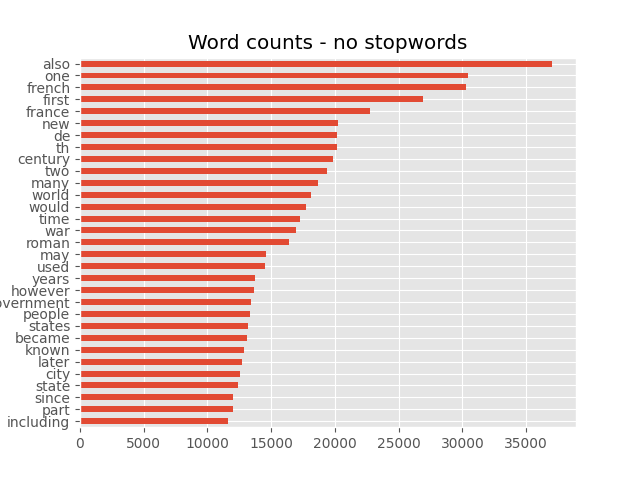 Word counts - no stopwords
also
one
french
first
france
new
de
th
century
two
many
world
would
time
war
roman
may
used
years
however
overnment
people
states
became
known
later
city
state
since
part
including
0 5000 10000 15000 20000 25000 30000 35000